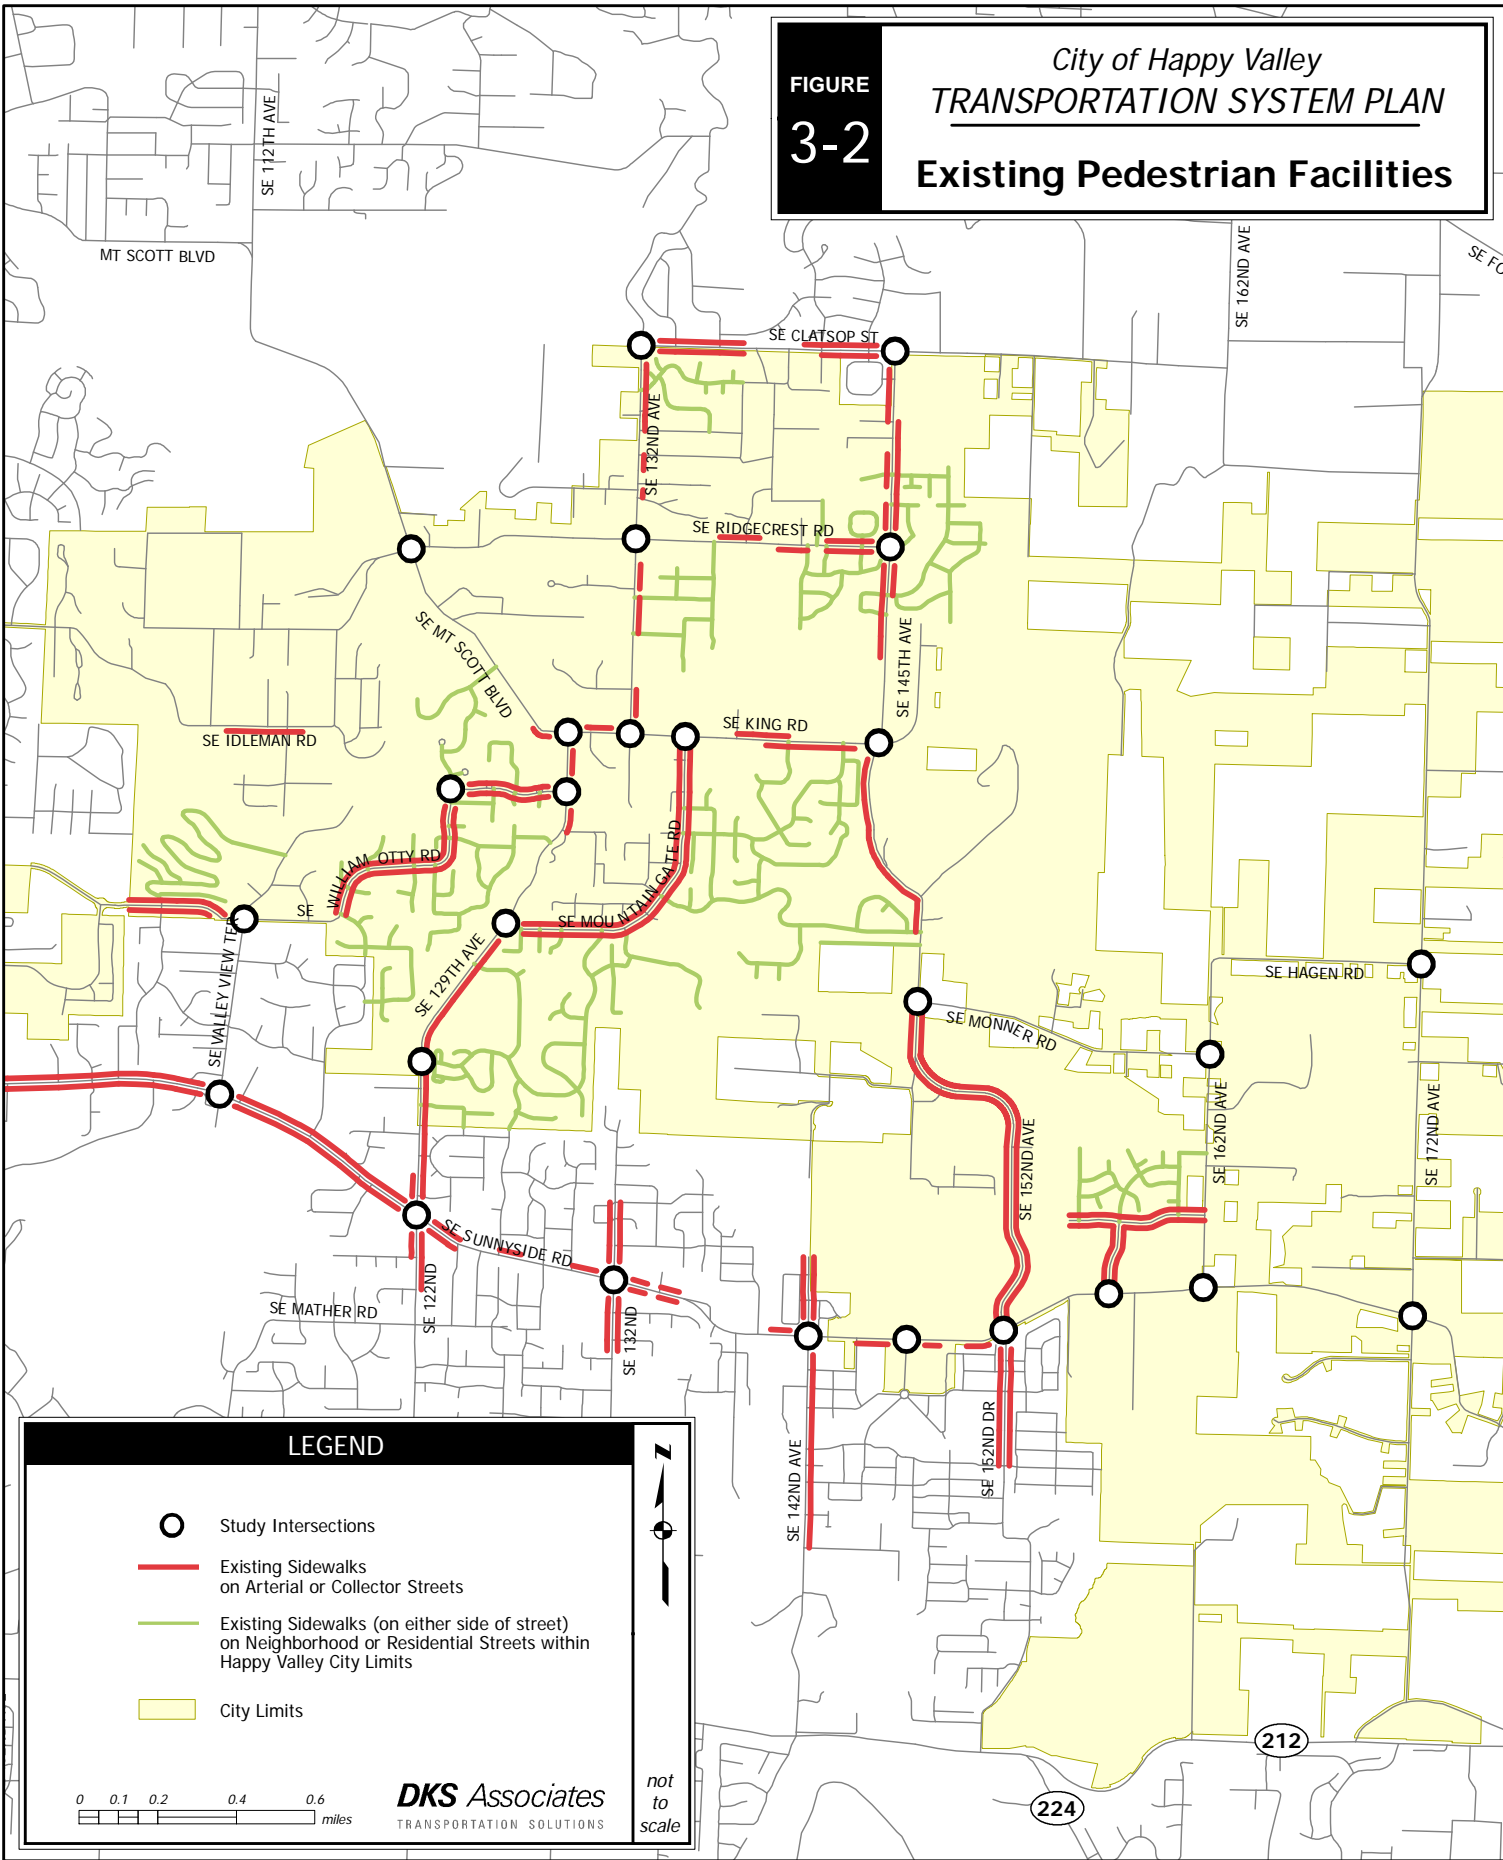 FIGURE
3-2
City of Happy Valley
TRANSPORTATION SYSTEM PLAN
Existing Pedestrian Facilities
SE 112TH AVE
MT SCOTT BLVD
SE 162ND AVE
SE FO
SE CLATSOP ST
SE 132ND AVE
SE RIDGECREST RD
SE MT SCOTT BLVD
SE 145TH AVE
SE KING RD
SE IDLEMAN RD
SE WILLIAM OTTY RD
SE MOUNTAIN GATE RD
SE VALLEY VIEW TER
SE 129TH AVE
SE HAGEN RD
SE MONNER RD
SE 152ND AVE
SE 162ND AVE
SE 172ND AVE
SE SUNNYSIDE RD
SE MATHER RD
SE 122ND
SE 132ND
SE 142ND AVE
SE 152ND DR
212
224
LEGEND
Study Intersections
Existing Sidewalks
on Arterial or Collector Streets
Existing Sidewalks (on either side of street)
on Neighborhood or Residential Streets within
Happy Valley City Limits
City Limits
0 0.1 0.2 0.4 0.6
miles
DKS Associates
TRANSPORTATION SOLUTIONS
N
not
to
scale